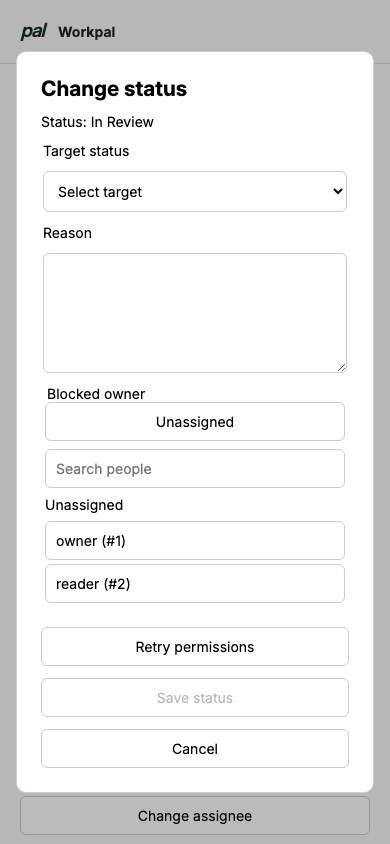 pal Workpal
Change status
Status: In Review
Target status
Select target
Reason
Blocked owner
Unassigned
Search people
Unassigned
owner (#1)
reader (#2)
Retry permissions
Save status
Cancel
Change assignee